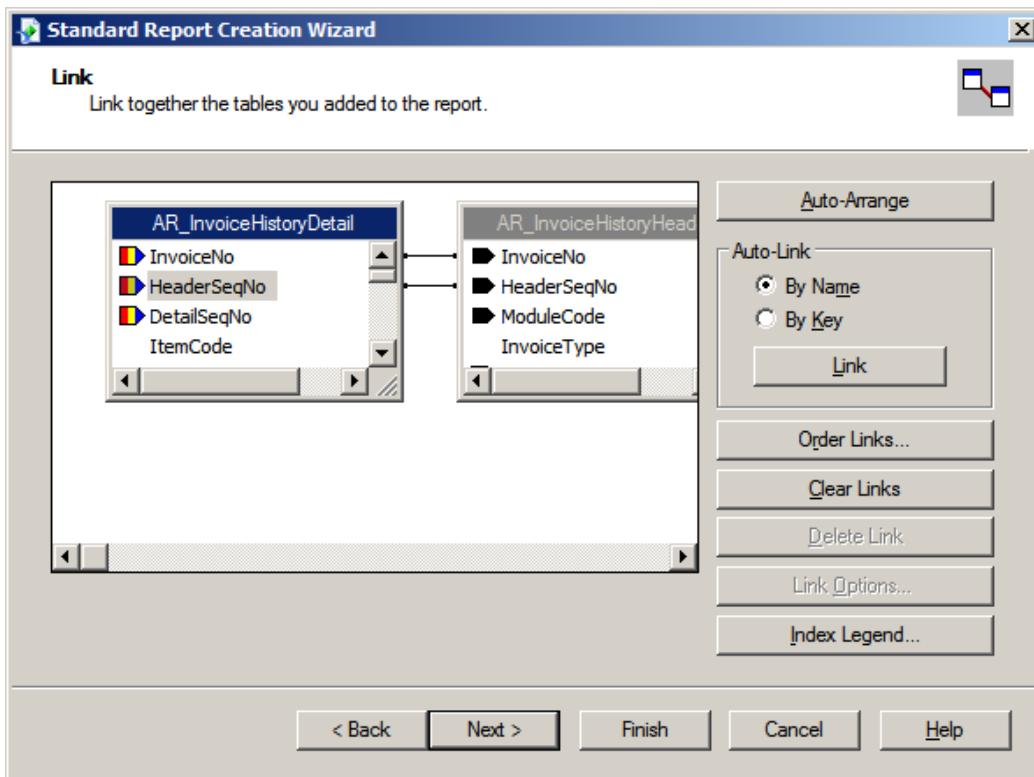 Standard Report Creation Wizard
Link
Link together the tables you added to the report.
AR_InvoiceHistoryDetail
InvoiceNo
HeaderSeqNo
DetailSeqNo
ItemCode
AR_InvoiceHistoryHead
InvoiceNo
HeaderSeqNo
ModuleCode
InvoiceType
Auto-Arrange
Auto-Link
By Name
By Key
Link
Order Links...
Clear Links
Delete Link
Link Options...
Index Legend...
< Back
Next >
Finish
Cancel
Help